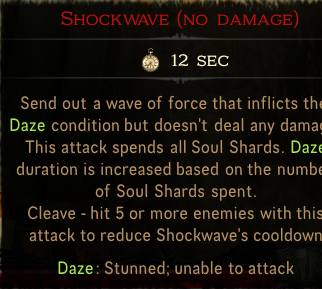 Shockwave (no damage)
12 sec
Send out a wave of force that inflicts the
Daze condition but doesn't deal any damag
This attack spends all Soul Shards. Daze
duration is increased based on the numbe
of Soul Shards spent.
Cleave - hit 5 or more enemies with this
attack to reduce Shockwave's cooldown
Daze: Stunned; unable to attack